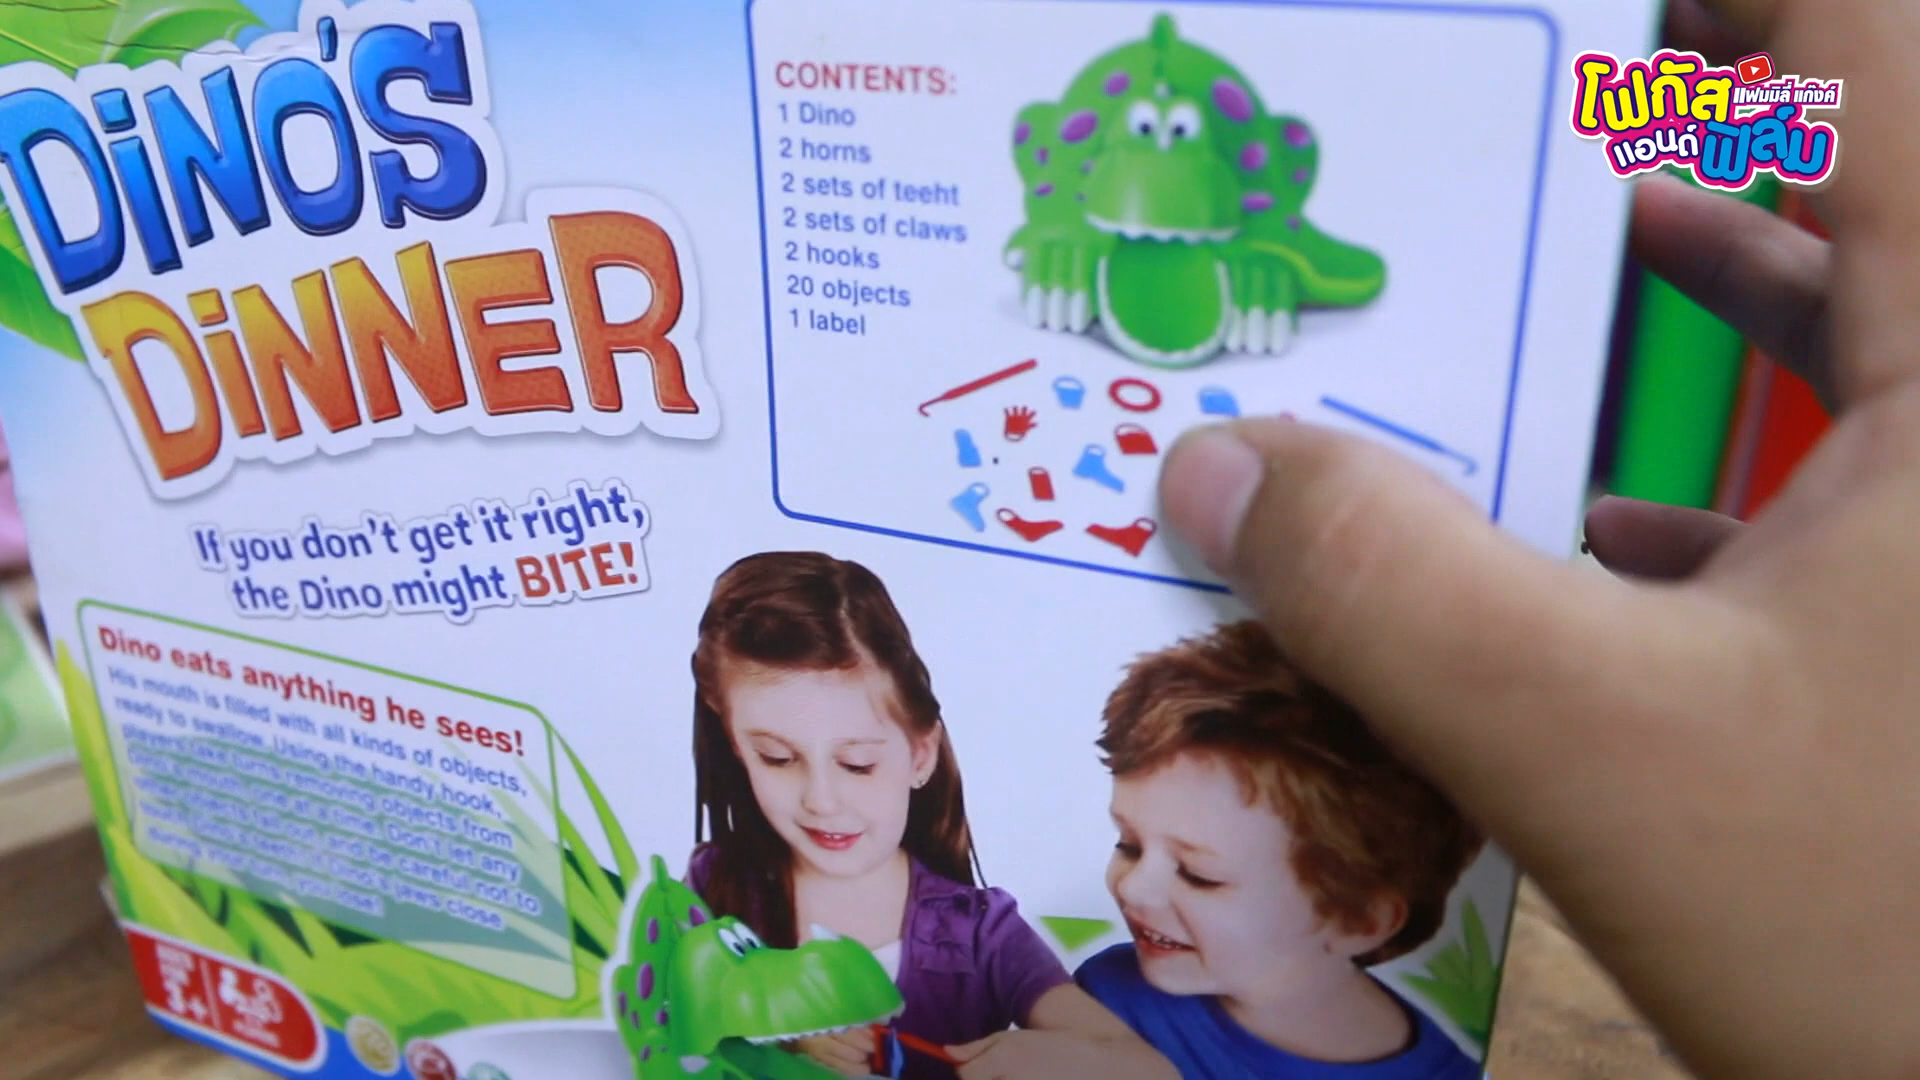 DiNO'S
DiNNER
If you don't get it right,
the Dino might BITE!
CONTENTS:
1 Dino
2 horns
2 sets of teeht
2 sets of claws
2 hooks
20 objects
1 label
Dino eats anything he sees!
His mouth is filled with all kinds of objects,
ready to swallow. Using the handy hook,
players take turns removing objects from
Dino's mouth, one at a time. Don't let any
other objects fall out, and be careful not to
touch Dino's teeth! If Dino's jaws close
during your turn, you lose!
3+
โฟกัส
แฟมมิลี่ แก๊งค์
แอนด์ ฟิล์ม